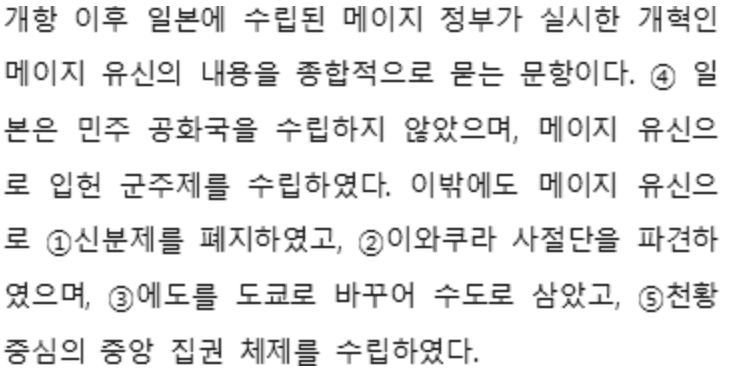 개항 이후 일본에 수립된 메이지 정부가 실시한 개혁인
메이지 유신의 내용을 종합적으로 묻는 문항이다. ④ 일
본은 민주 공화국을 수립하지 않았으며, 메이지 유신으
로 입헌 군주제를 수립하였다. 이밖에도 메이지 유신으
로 ①신분제를 폐지하였고, ②이와쿠라 사절단을 파견하
였으며, ③에도를 도쿄로 바꾸어 수도로 삼았고, ⑤천황
중심의 중앙 집권 체제를 수립하였다.